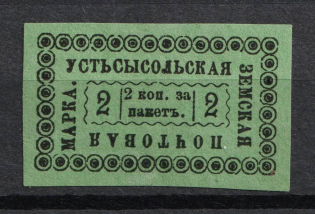 УСТЬСЫСОЛЬСКАЯ
ЗЕМСКАЯ
ПОЧТОВАЯ
МАРКА.
2 2 коп. за 2
пакетъ.